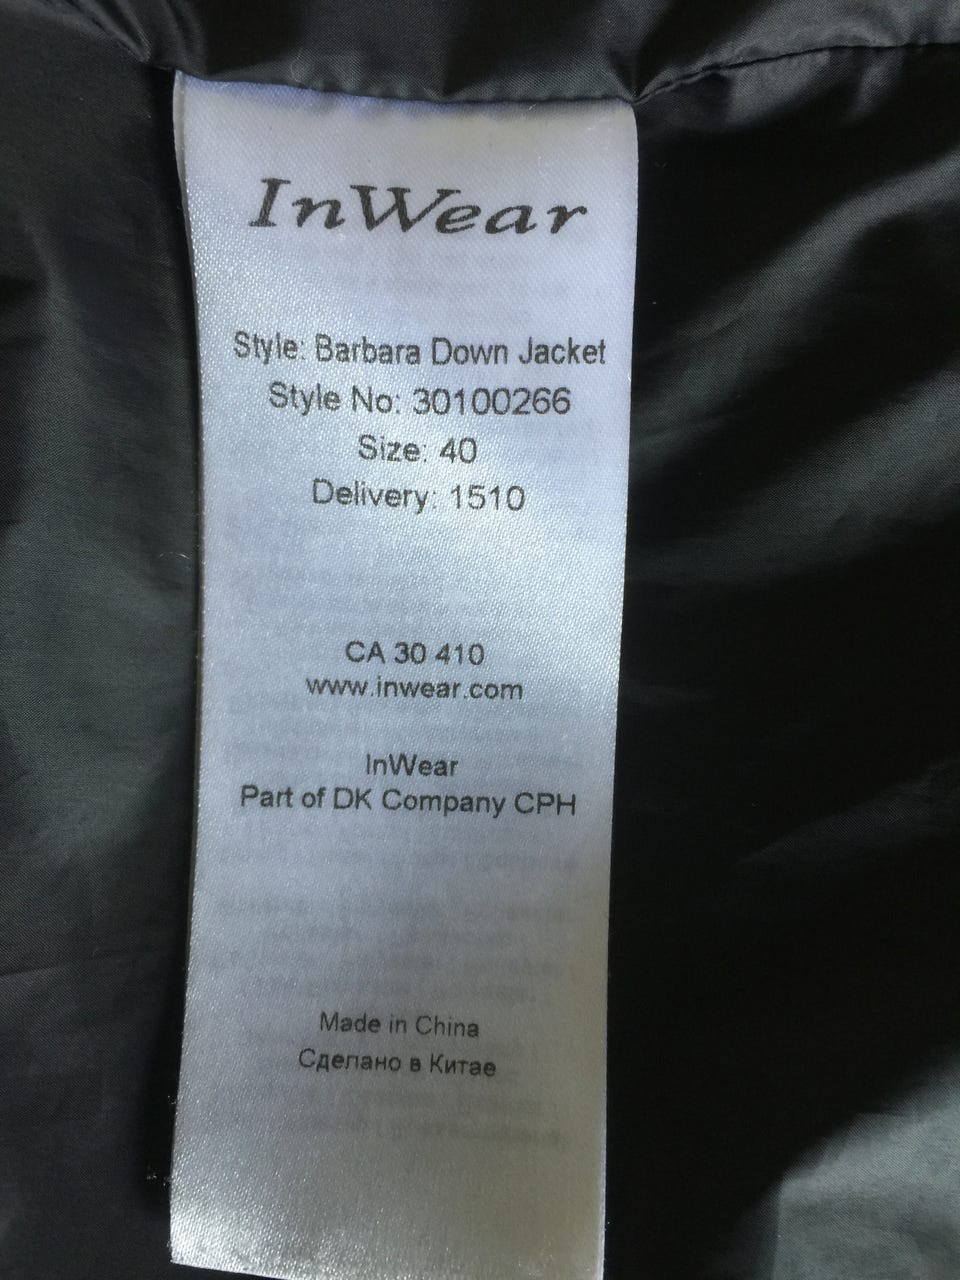 InWear
Style: Barbara Down Jacket
Style No: 30100266
Size: 40
Delivery: 1510
CA 30 410
www.inwear.com
InWear
Part of DK Company CPH
Made in China
Сделано в Китае